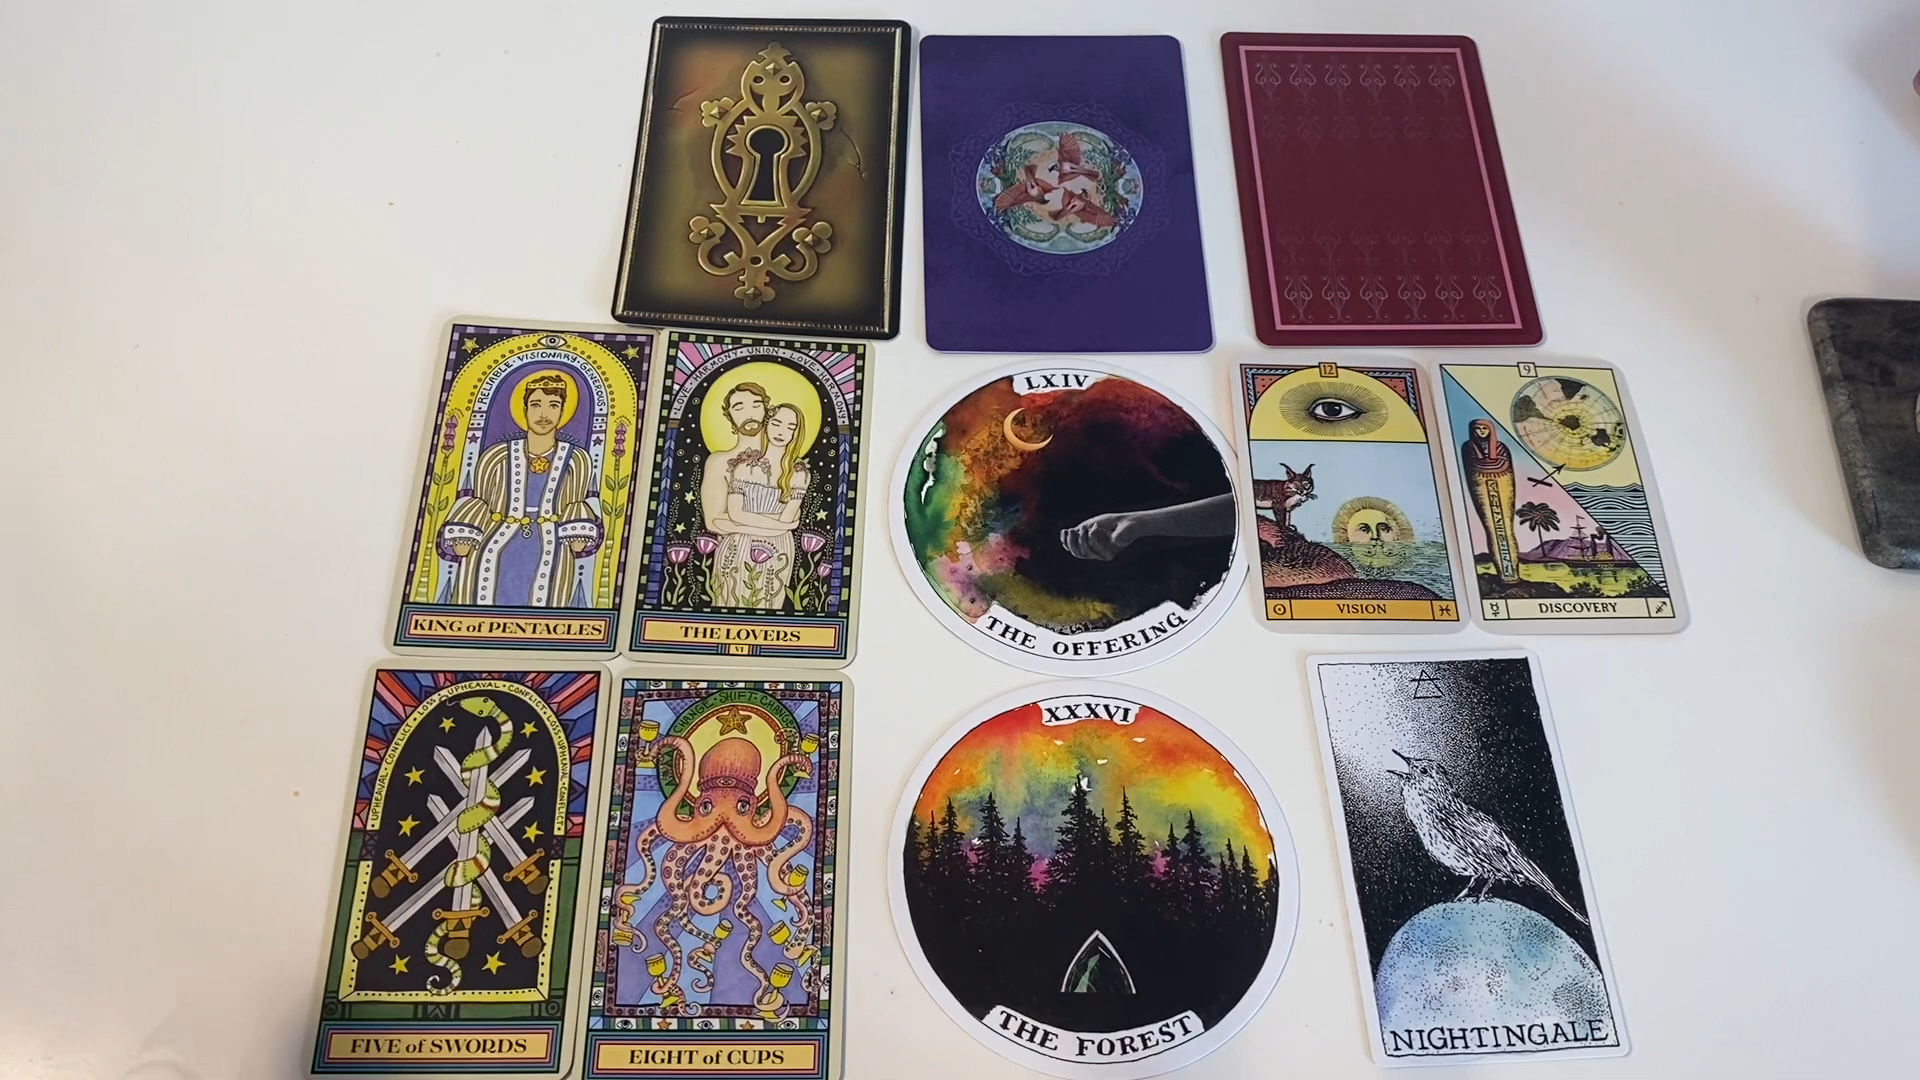 RELIABLE · VISIONARY · GENEROUS
KING of PENTACLES
LOVE · HARMONY · UNION · LOVE · HARMONY
THE LOVERS
VI
LXIV
THE OFFERING
12
VISION
9
DISCOVERY
UPHEAVAL · CONFLICT · LOSS · UPHEAVAL · CONFLICT · LOSS · UPHEAVAL · CONFLICT
FIVE of SWORDS
CHANGE · SHIFT · CHANGE
EIGHT of CUPS
XXXVI
THE FOREST
NIGHTINGALE